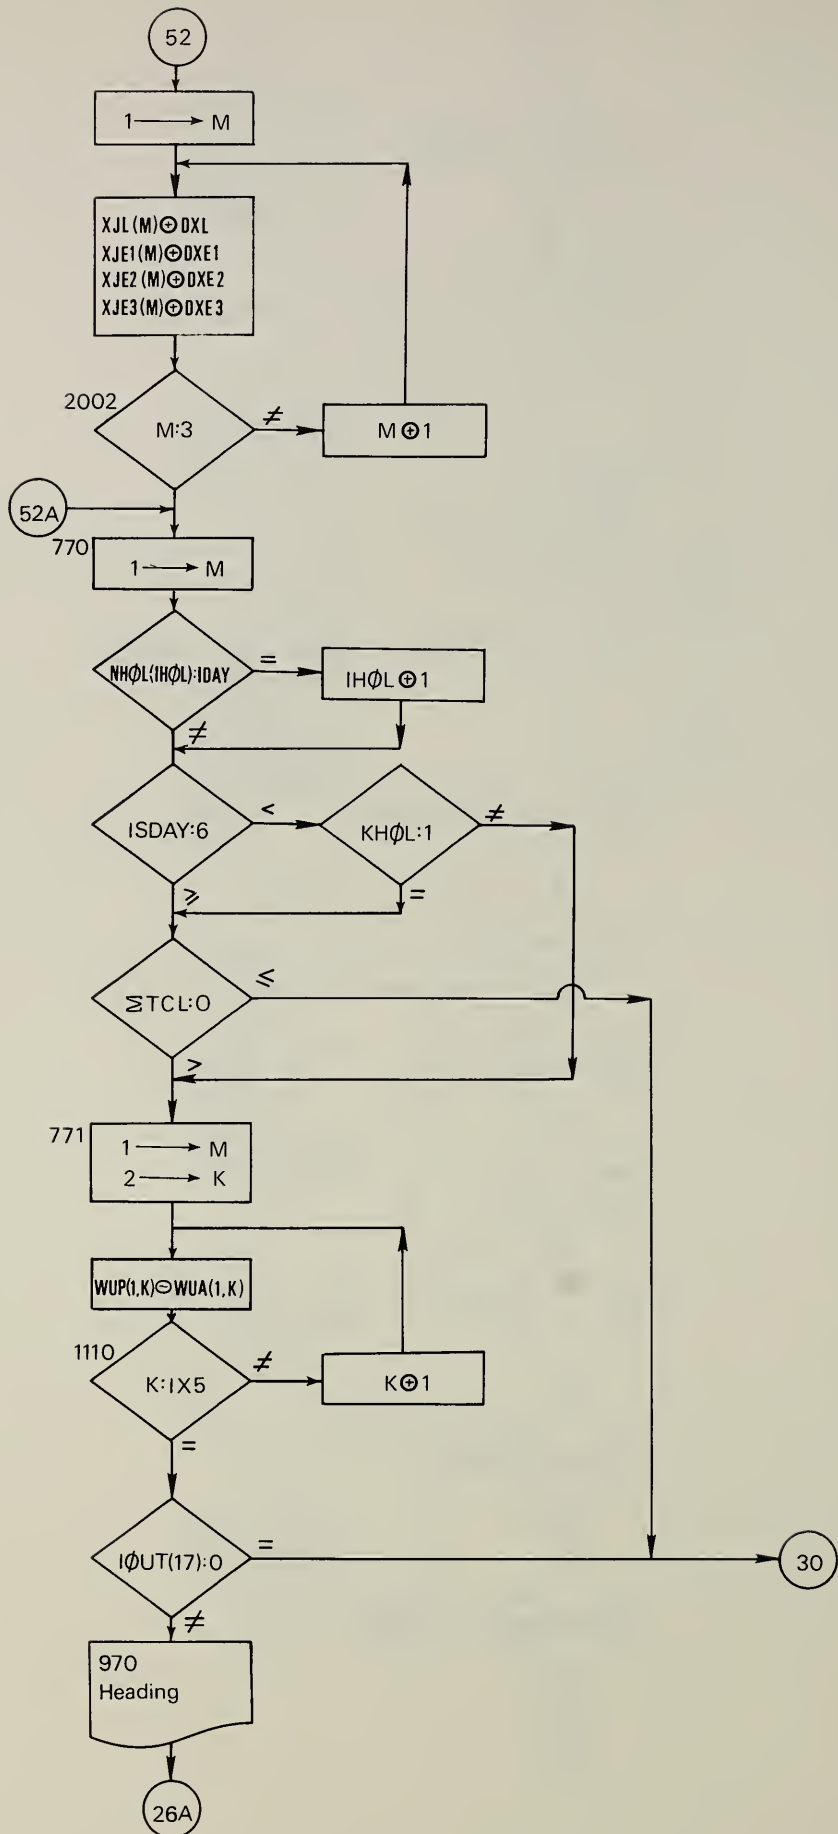 52
1 → M
XJL(M)⊕DXL
XJE1(M)⊕DXE1
XJE2(M)⊕DXE2
XJE3(M)⊕DXE3
2002
M:3
≠
M⊕1
52A
770
1 → M
NHØL(IHØL):IDAY
=
IHØL⊕1
≠
ISDAY:6
<
KHØL:1
≠
≥
=
ΣTCL:0
≤
>
771
1 → M
2 → K
WUP(1,K)⊖WUA(1,K)
1110
K:IX5
≠
K⊕1
=
IØUT(17):0
=
30
≠
970
Heading
26A